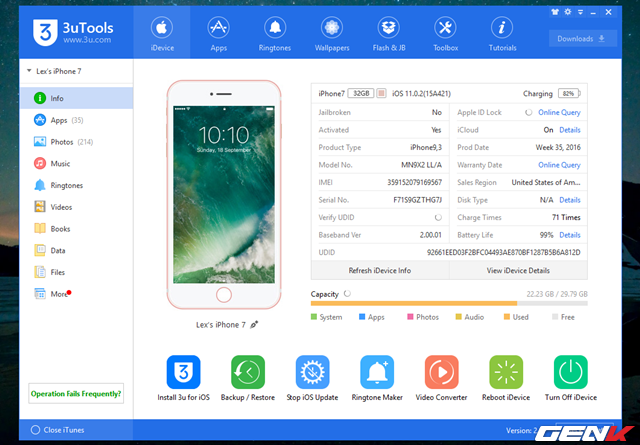 3uTools
www.3u.com
iDevice
Apps
Ringtones
Wallpapers
Flash & JB
Toolbox
Tutorials
Downloads
Lex's iPhone 7
Info
Apps (35)
Photos (214)
Music
Ringtones
Videos
Books
Data
Files
More
Operation Fails Frequently?
Close iTunes
10:10
Sunday, 18 September
Lex's iPhone 7
iPhone7 32GB iOS 11.0.2(15A421) Charging 82%
Jailbroken No Apple ID Lock Online Query
Activated Yes iCloud On Details
Product Type iPhone9,3 Prod Date Week 35, 2016
Model No. MN9X2 LL/A Warranty Date Online Query
IMEI 359152079169567 Sales Region United States of Am...
Serial No. F71S9GZTHG7J Disk Type N/A Details
Verify UDID Charge Times 71 Times
Baseband Ver 2.00.01 Battery Life 99% Details
UDID 92661EED03F2BFC04493AE870BF1287B5B6A812D
Refresh iDevice Info View iDevice Details
Capacity 22.23 GB / 29.79 GB
System Apps Photos Audio Used Free
Install 3u for iOS
Backup / Restore
Stop iOS Update
Ringtone Maker
Video Converter
Reboot iDevice
Turn Off iDevice
Version: 2.
GENK